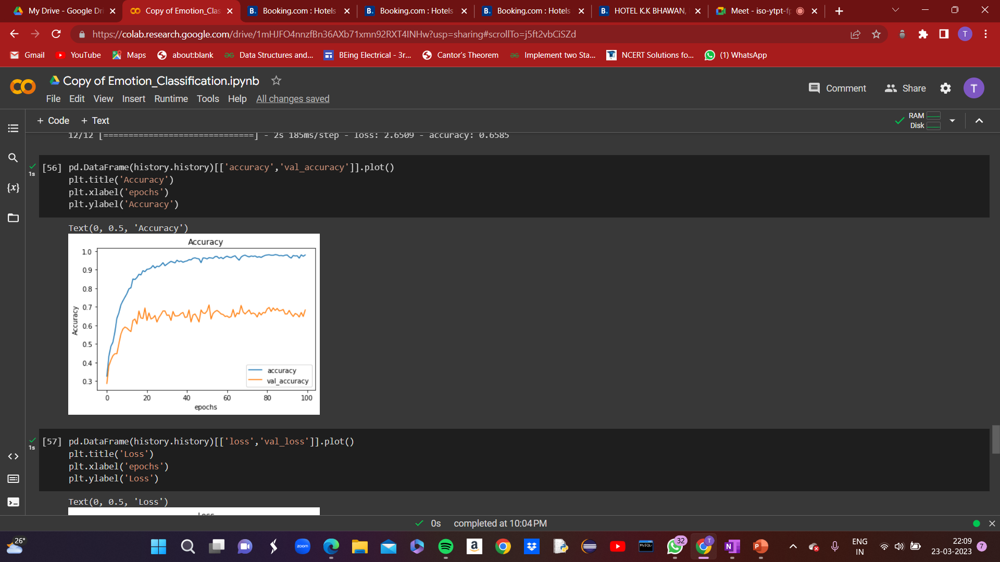 My Drive - Google Dri
Copy of Emotion_Clas
Booking.com : Hotels
Booking.com : Hotels
Booking.com : Hotels
HOTEL K.K BHAWAN,
Meet - iso-ytpt-fp
https://colab.research.google.com/drive/1mHJFO4nnzfBn36AXb71xmn92RXT4INHw?usp=sharing#scrollTo=j5ft2vbCiSZd
T
Gmail
YouTube
Maps
about:blank
Data Structures and...
BEing Electrical - 3r...
Cantor's Theorem
Implement two Sta...
NCERT Solutions fo...
(1) WhatsApp
Copy of Emotion_Classification.ipynb
File Edit View Insert Runtime Tools Help All changes saved
Comment
Share
T
+ Code + Text
RAM
Disk
12/12 [==============================] - 2s 185ms/step - loss: 2.6509 - accuracy: 0.6585
1s
[56] pd.DataFrame(history.history)[['accuracy','val_accuracy']].plot()
plt.title('Accuracy')
plt.xlabel('epochs')
plt.ylabel('Accuracy')
Text(0, 0.5, 'Accuracy')
Accuracy
1.0
0.9
0.8
0.7
0.6
0.5
0.4
0.3
Accuracy
accuracy
val_accuracy
0 20 40 60 80 100
epochs
1s
[57] pd.DataFrame(history.history)[['loss','val_loss']].plot()
plt.title('Loss')
plt.xlabel('epochs')
plt.ylabel('Loss')
Text(0, 0.5, 'Loss')
Loss
0s completed at 10:04 PM
26°
zoom
MySQL
32
T
ENG
IN
22:09
23-03-2023
7